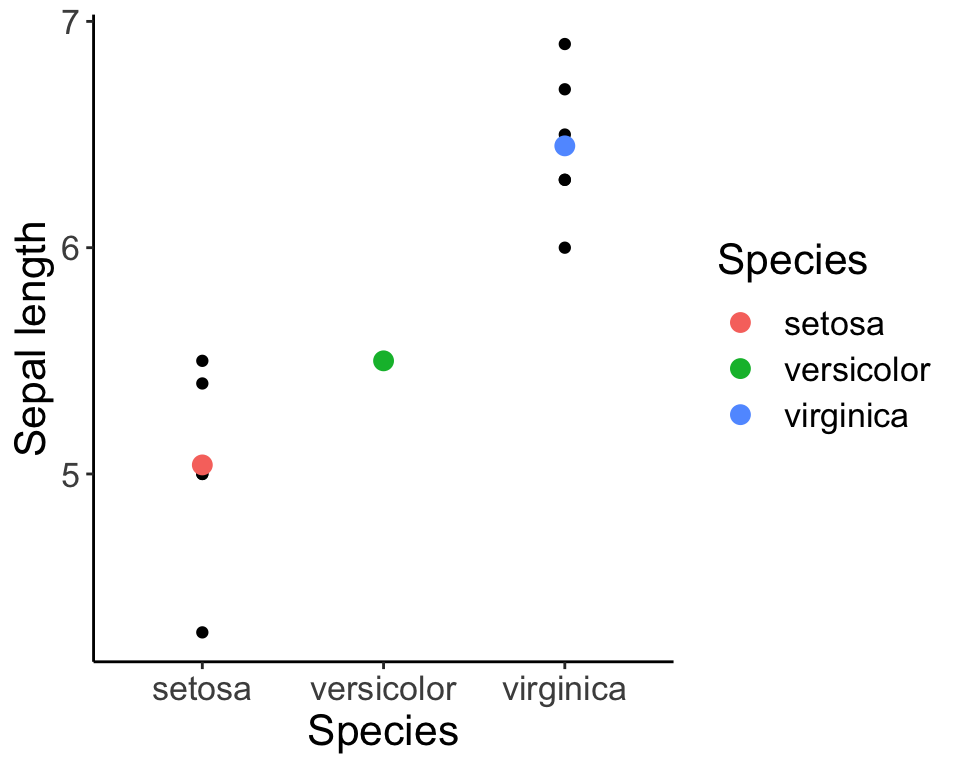 7
6
5
Sepal length
setosa
versicolor
virginica
Species
Species
setosa
versicolor
virginica